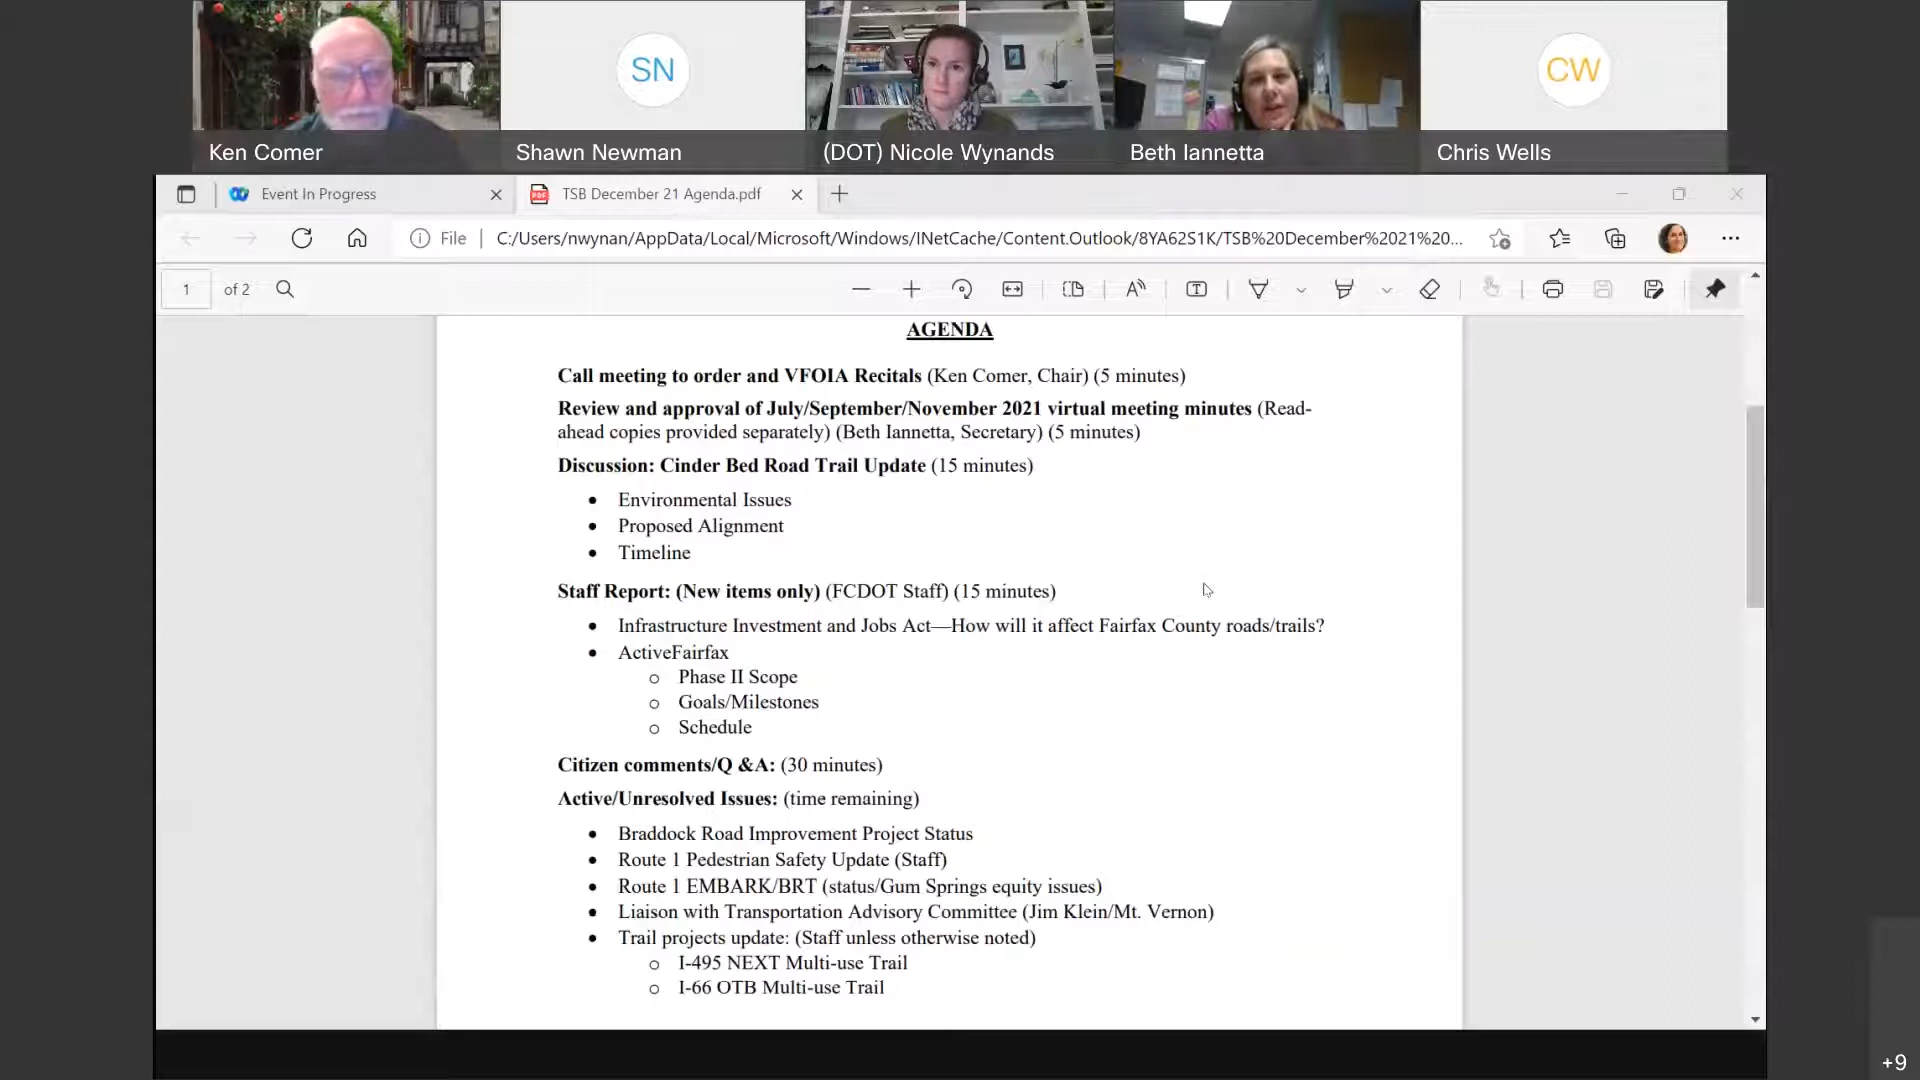 SN
CW
Ken Comer
Shawn Newman
(DOT) Nicole Wynands
Beth Iannetta
Chris Wells
Event In Progress
TSB December 21 Agenda.pdf
File
C:/Users/nwynan/AppData/Local/Microsoft/Windows/INetCache/Content.Outlook/8YA62S1K/TSB%20December%2021%20...
1 of 2
AGENDA
Call meeting to order and VFOIA Recitals (Ken Comer, Chair) (5 minutes)
Review and approval of July/September/November 2021 virtual meeting minutes (Read-
ahead copies provided separately) (Beth Iannetta, Secretary) (5 minutes)
Discussion: Cinder Bed Road Trail Update (15 minutes)
• Environmental Issues
• Proposed Alignment
• Timeline
Staff Report: (New items only) (FCDOT Staff) (15 minutes)
• Infrastructure Investment and Jobs Act—How will it affect Fairfax County roads/trails?
• ActiveFairfax
o Phase II Scope
o Goals/Milestones
o Schedule
Citizen comments/Q &A: (30 minutes)
Active/Unresolved Issues: (time remaining)
• Braddock Road Improvement Project Status
• Route 1 Pedestrian Safety Update (Staff)
• Route 1 EMBARK/BRT (status/Gum Springs equity issues)
• Liaison with Transportation Advisory Committee (Jim Klein/Mt. Vernon)
• Trail projects update: (Staff unless otherwise noted)
o I-495 NEXT Multi-use Trail
o I-66 OTB Multi-use Trail
+9